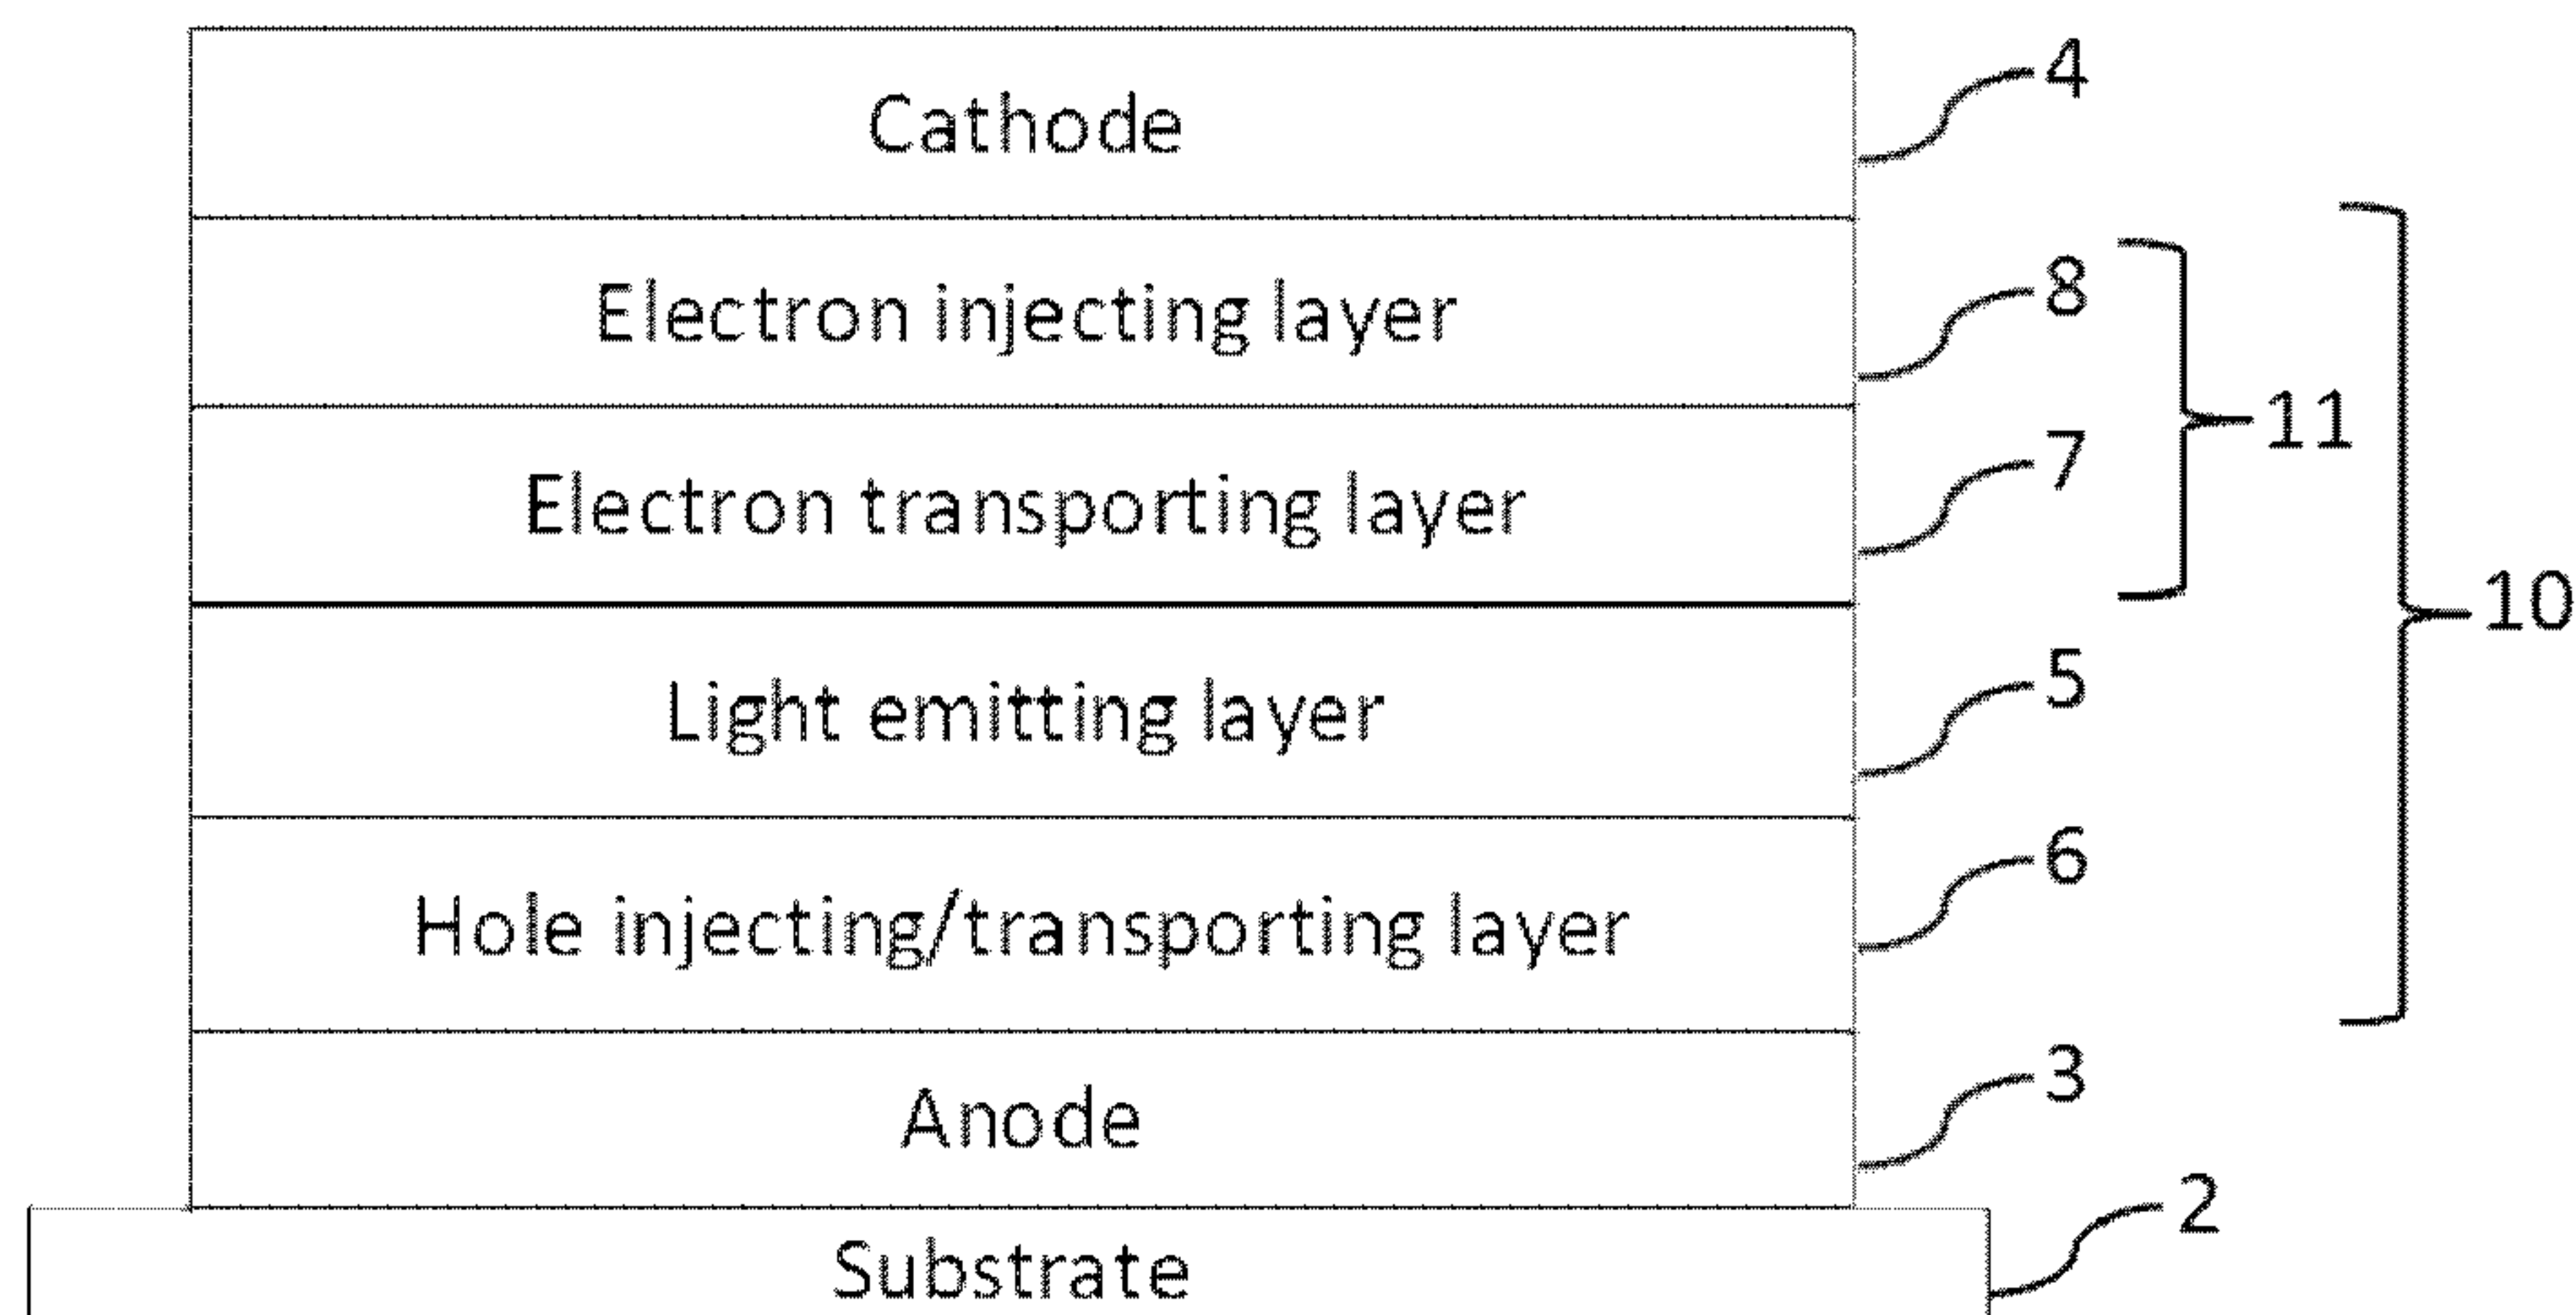 Cathode
4
Electron injecting layer
8
11
Electron transporting layer
7
10
Light emitting layer
5
Hole injecting/transporting layer
6
Anode
3
Substrate
2